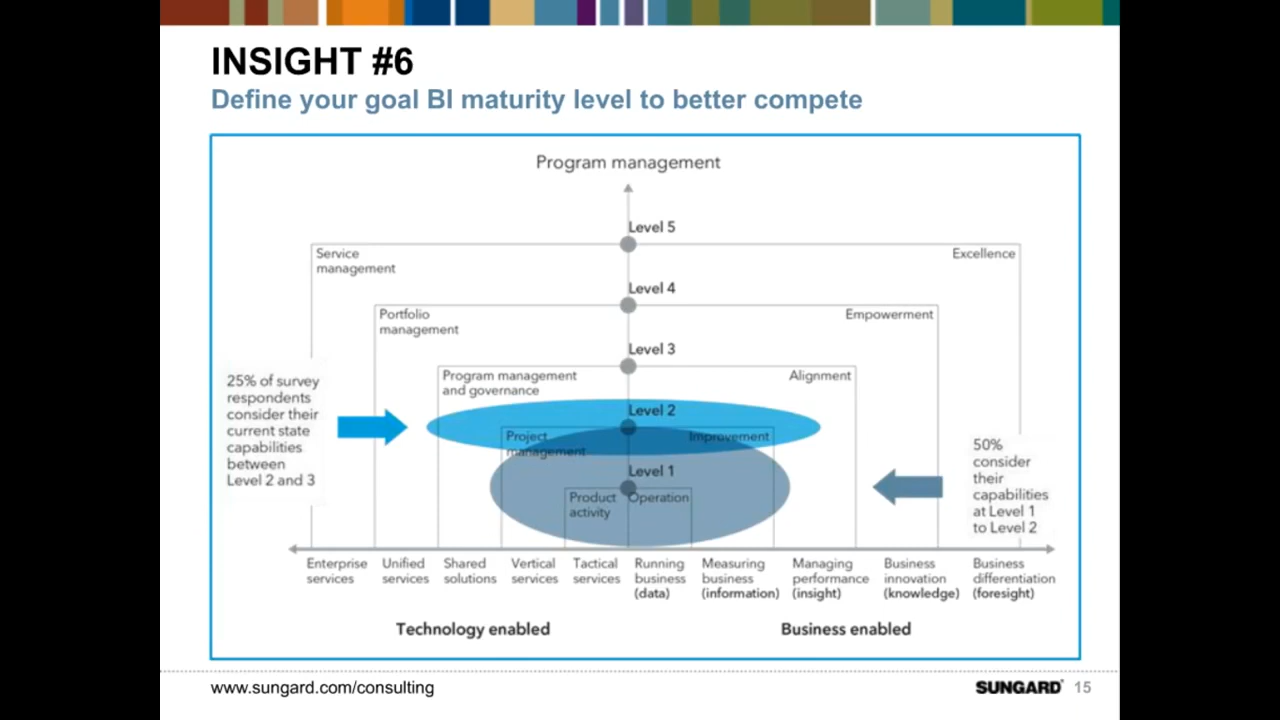 INSIGHT #6
Define your goal BI maturity level to better compete
Program management
Level 5
Service
management
Excellence
Level 4
Portfolio
management
Empowerment
Level 3
Program management
and governance
Alignment
25% of survey
respondents
consider their
current state
capabilities
between
Level 2 and 3
Level 2
Project
management
Improvement
Level 1
Product
activity
Operation
50%
consider
their
capabilities
at Level 1
to Level 2
Enterprise
services
Unified
services
Shared
solutions
Vertical
services
Tactical
services
Running
business
(data)
Measuring
business
(information)
Managing
performance
(insight)
Business
innovation
(knowledge)
Business
differentiation
(foresight)
Technology enabled
Business enabled
www.sungard.com/consulting
SUNGARD
15